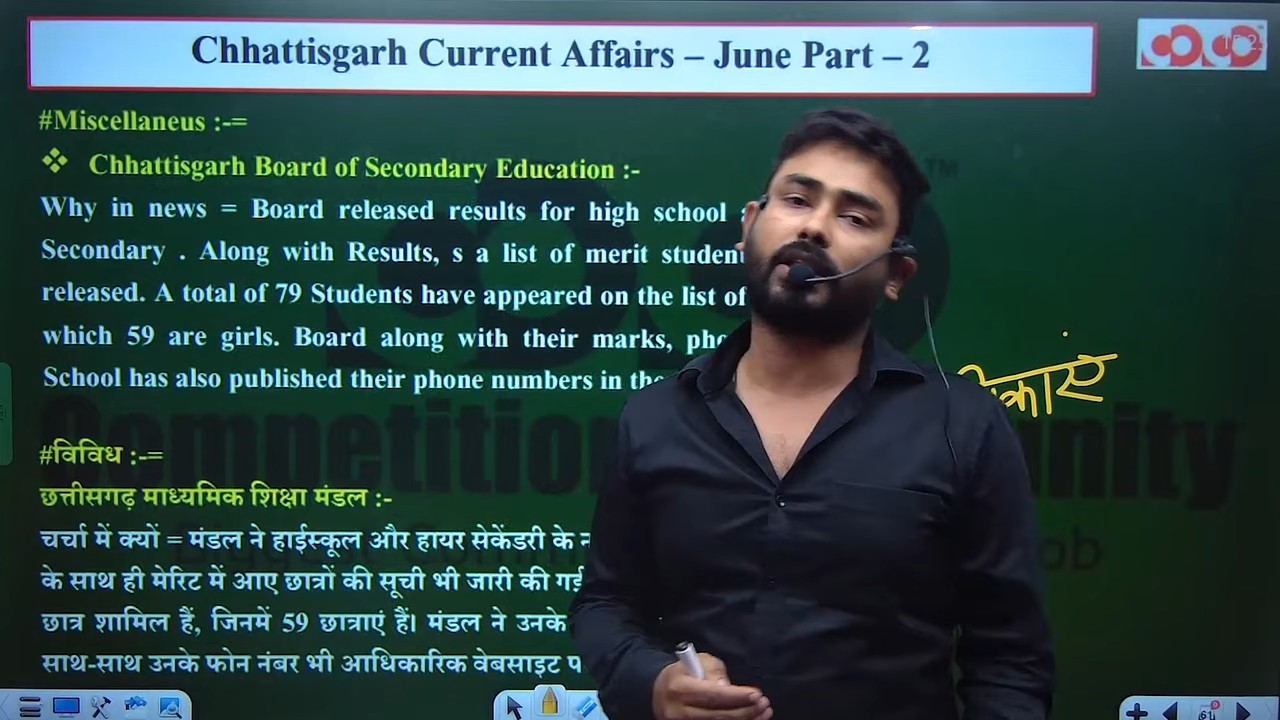 Chhattisgarh Current Affairs – June Part – 2
#Miscellaneus :-=
❖ Chhattisgarh Board of Secondary Education :-
Why in news = Board released results for high school
Secondary . Along with Results, s a list of merit
released. A total of 79 Students have appeared on the list of
which 59 are girls. Board along with their marks,
School has also published their phone numbers in
#विविध :-=
छत्तीसगढ़ माध्यमिक शिक्षा मंडल :-
चर्चा में क्यों = मंडल ने हाईस्कूल और हायर सेकेंडरी के
के साथ ही मेरिट में आए छात्रों की सूची भी जारी की
छात्र शामिल हैं, जिनमें 59 छात्राएं हैं। मंडल ने उनके
साथ-साथ उनके फोन नंबर भी आधिकारिक वेबसाइट
61